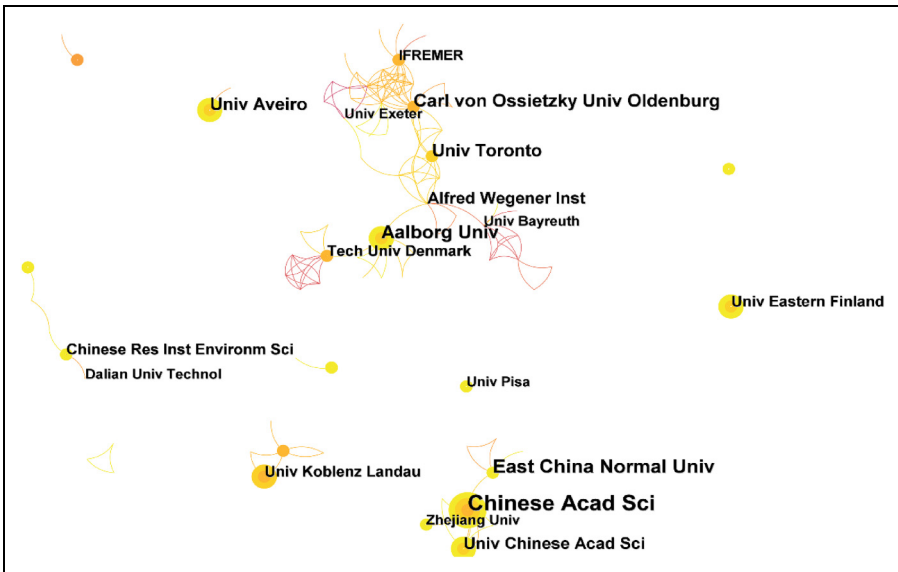 IFREMER
Univ Aveiro
Carl von Ossietzky Univ Oldenburg
Univ Exeter
Univ Toronto
Alfred Wegener Inst
Univ Bayreuth
Aalborg Univ
Tech Univ Denmark
Univ Eastern Finland
Chinese Res Inst Environm Sci
Dalian Univ Technol
Univ Pisa
Univ Koblenz Landau
East China Normal Univ
Chinese Acad Sci
Zhejiang Univ
Univ Chinese Acad Sci